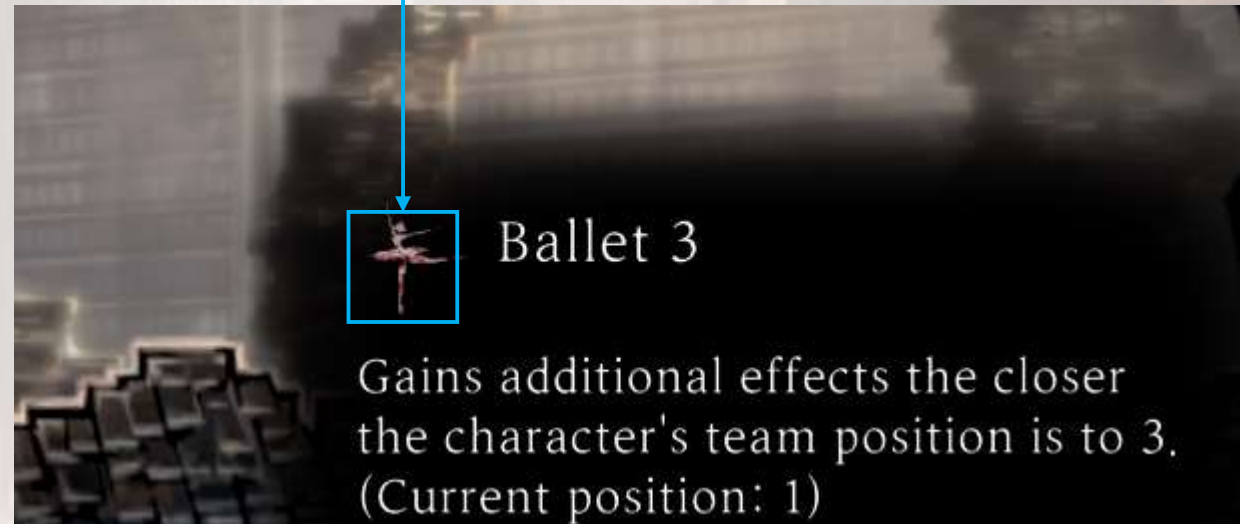 Ballet 3
Gains additional effects the closer
the character's team position is to 3.
(Current position: 1)